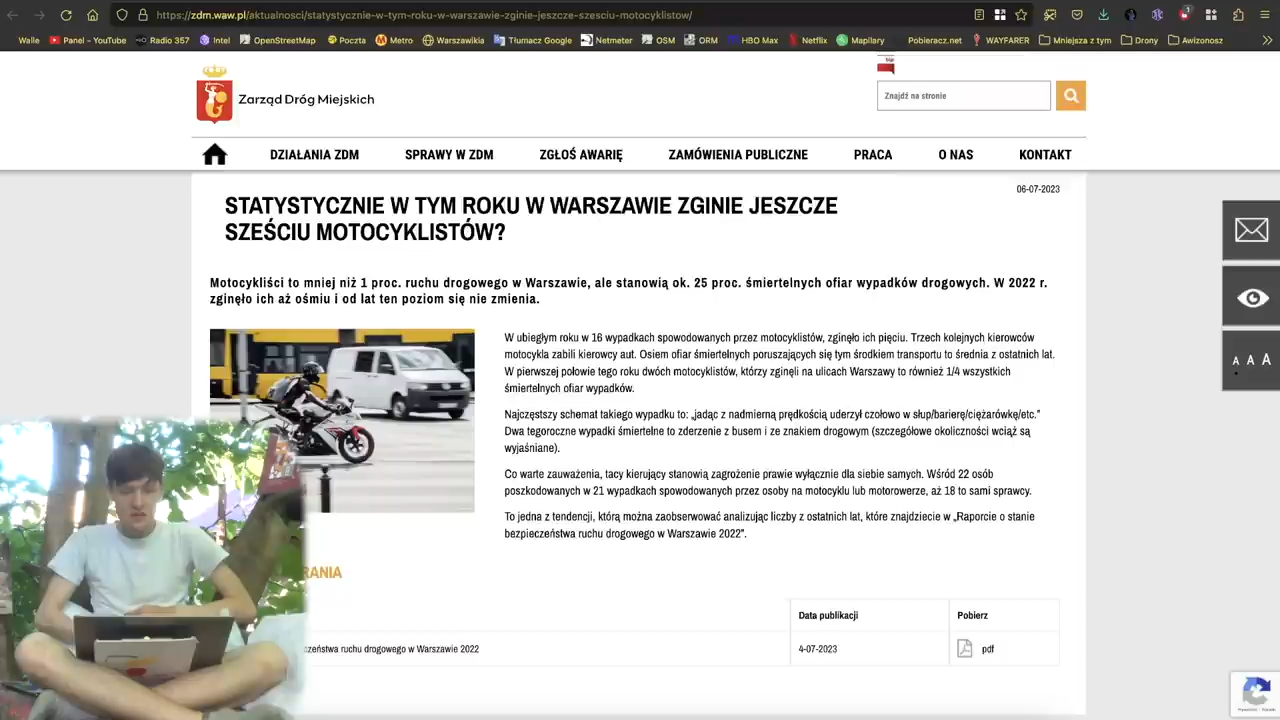 https://zdm.waw.pl/aktualnosci/statystycznie-w-tym-roku-w-warszawie-zginie-jeszcze-szesciu-motocyklistow/
Walle Panel – YouTube Radio 357 Intel OpenStreetMap Poczta Metro Warszawikia Tłumacz Google Netmeter OSM ORM HBO Max Netflix Mapilary Pobieracz.net WAYFARER Mniejsza z tym Drony Awizonosz
bip
Zarząd Dróg Miejskich
Znajdź na stronie
DZIAŁANIA ZDM SPRAWY W ZDM ZGŁOŚ AWARIĘ ZAMÓWIENIA PUBLICZNE PRACA O NAS KONTAKT
06-07-2023
STATYSTYCZNIE W TYM ROKU W WARSZAWIE ZGINIE JESZCZE
SZEŚCIU MOTOCYKLISTÓW?
Motocykliści to mniej niż 1 proc. ruchu drogowego w Warszawie, ale stanowią ok. 25 proc. śmiertelnych ofiar wypadków drogowych. W 2022 r.
zginęło ich aż ośmiu i od lat ten poziom się nie zmienia.
W ubiegłym roku w 16 wypadkach spowodowanych przez motocyklistów, zginęło ich pięciu. Trzech kolejnych kierowców
motocykla zabili kierowcy aut. Osiem ofiar śmiertelnych poruszających się tym środkiem transportu to średnia z ostatnich lat.
W pierwszej połowie tego roku dwóch motocyklistów, którzy zginęli na ulicach Warszawy to również 1/4 wszystkich
śmiertelnych ofiar wypadków.
Najczęstszy schemat takiego wypadku to: „jadąc z nadmierną prędkością uderzył czołowo w słup/barierę/ciężarówkę/etc."
Dwa tegoroczne wypadki śmiertelne to zderzenie z busem i ze znakiem drogowym (szczegółowe okoliczności wciąż są
wyjaśniane).
Co warte zauważenia, tacy kierujący stanowią zagrożenie prawie wyłącznie dla siebie samych. Wśród 22 osób
poszkodowanych w 21 wypadkach spowodowanych przez osoby na motocyklu lub motorowerze, aż 18 to sami sprawcy.
To jedna z tendencji, którą można zaobserwować analizując liczby z ostatnich lat, które znajdziecie w „Raporcie o stanie
bezpieczeństwa ruchu drogowego w Warszawie 2022".
RANIA
Data publikacji Pobierz
czeństwa ruchu drogowego w Warszawie 2022 4-07-2023 pdf
A A A